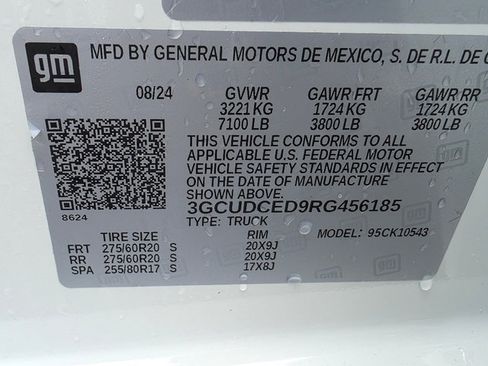 gm
MFD BY GENERAL MOTORS DE MEXICO, S. DE R.L. DE
08/24 GVWR GAWR FRT GAWR RR
3221 KG 1724 KG 1724 KG
7100 LB 3800 LB 3800 LB
THIS VEHICLE CONFORMS TO ALL
APPLICABLE U.S. FEDERAL MOTOR
VEHICLE SAFETY STANDARDS IN EFFECT
ON THE DATE OF MANUFACTURE
SHOWN ABOVE.
3GCUDCED9RG456185
8624
TYPE: TRUCK
TIRE SIZE RIM MODEL: 95CK10543
FRT 275/60R20 S 20X9J
RR 275/60R20 S 20X9J
SPA 255/80R17 S 17X8J